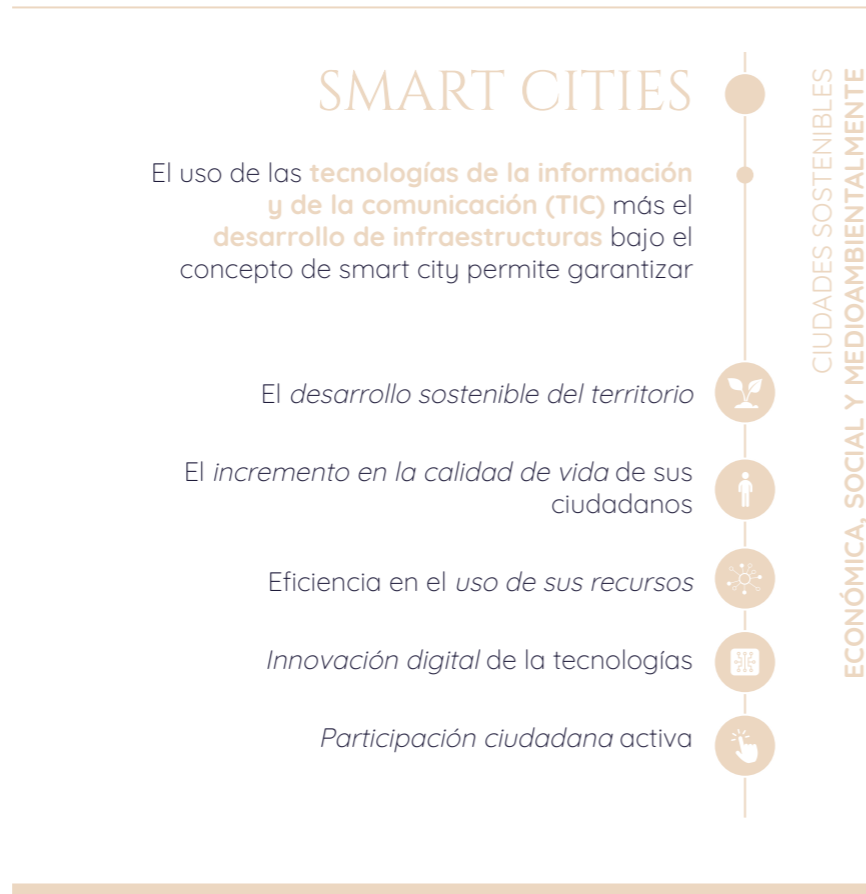 SMART CITIES
El uso de las tecnologías de la información
y de la comunicación (TIC) más el
desarrollo de infraestructuras bajo el
concepto de smart city permite garantizar
El desarrollo sostenible del territorio
El incremento en la calidad de vida de sus
ciudadanos
Eficiencia en el uso de sus recursos
Innovación digital de la tecnologías
Participación ciudadana activa
CIUDADES SOSTENIBLES
ECONÓMICA, SOCIAL Y MEDIOAMBIENTALMENTE